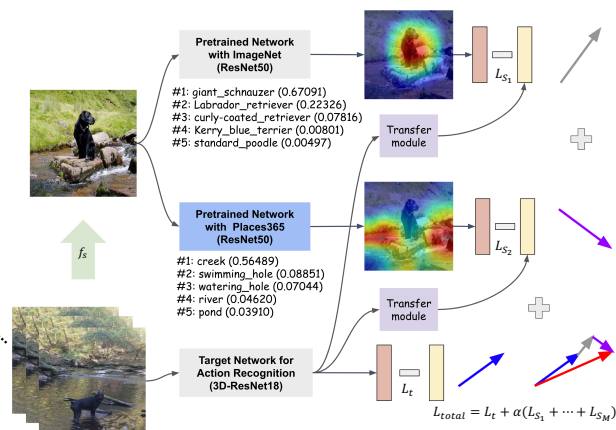 Pretrained Network
with ImageNet
(ResNet50)
#1: giant_schnauzer (0.67091)
#2: Labrador_retriever (0.22326)
#3: curly-coated_retriever (0.07816)
#4: Kerry_blue_terrier (0.00801)
#5: standard_poodle (0.00497)
L_{S_1}
Transfer
module
Pretrained Network
with Places365
(ResNet50)
#1: creek (0.56489)
#2: swimming_hole (0.08851)
#3: watering_hole (0.07044)
#4: river (0.04620)
#5: pond (0.03910)
L_{S_2}
f_s
Transfer
module
Target Network for
Action Recognition
(3D-ResNet18)
L_t
L_{total} = L_t + α(L_{S_1} + ⋯ + L_{S_M})